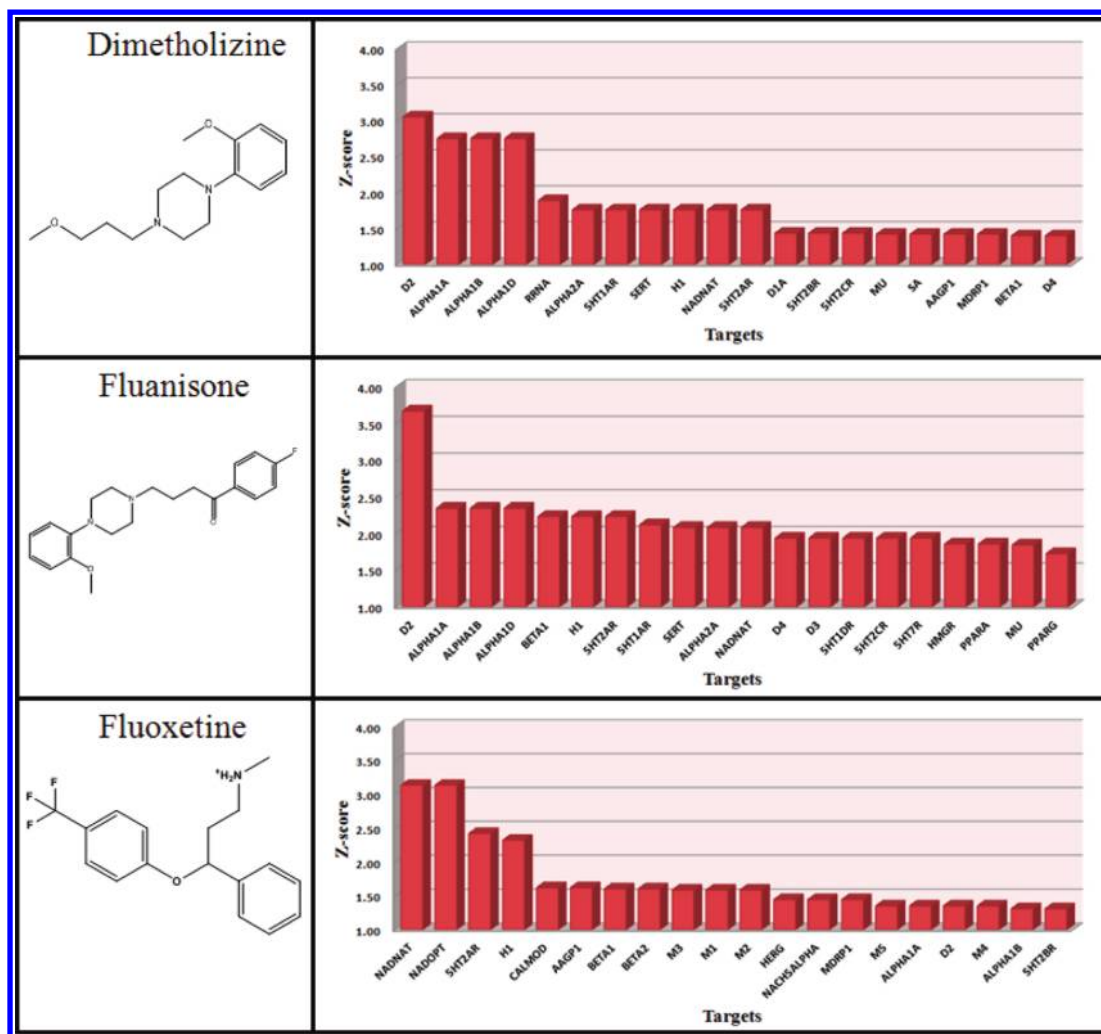 Dimetholizine
O
N
N
O
4.00
3.50
3.00
2.50
2.00
1.50
1.00
Z-score
D2
ALPHA1A
ALPHA1B
ALPHA1D
RRNA
ALPHA2A
5HT1AR
SERT
H1
NADNAT
5HT2AR
D1A
5HT2BR
5HT2CR
MU
SA
AAGP1
MDRP1
BETA1
D4
Targets
Fluanisone
F
N
N
O
O
4.00
3.50
3.00
2.50
2.00
1.50
1.00
Z-score
D2
ALPHA1A
ALPHA1B
ALPHA1D
BETA1
H1
5HT2AR
5HT1AR
SERT
ALPHA2A
NADNAT
D4
D3
5HT1DR
5HT2CR
5HT7R
HMGR
PPARA
MU
PPARG
Targets
Fluoxetine
+H2N
F
F
F
O
4.00
3.50
3.00
2.50
2.00
1.50
1.00
Z-score
NADNAT
NADOPT
5HT2AR
H1
CALMOD
AAGP1
BETA1
BETA2
M3
M1
M2
HERG
NACH5ALPHA
MDRP1
M5
ALPHA1A
D2
M4
ALPHA1B
5HT2BR
Targets